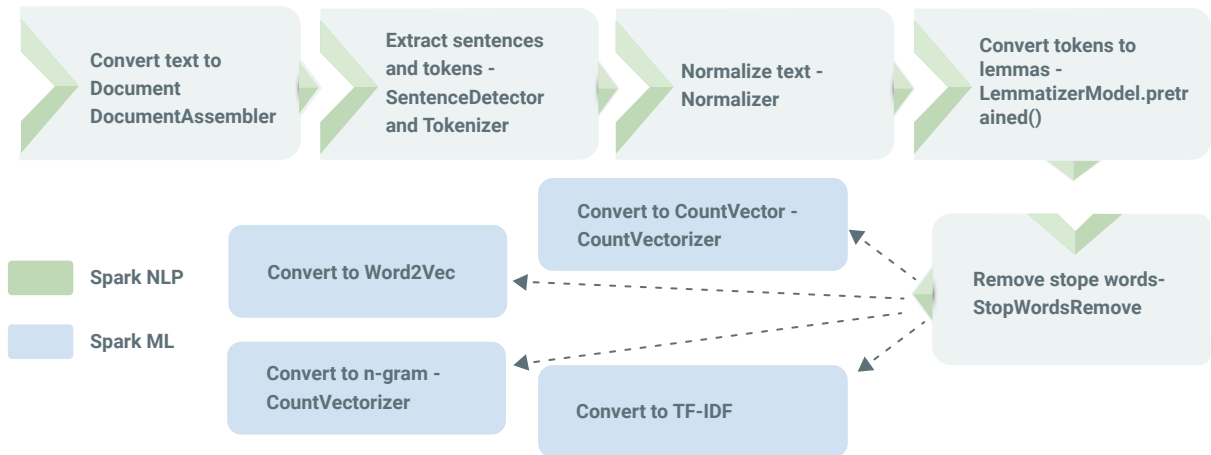 Convert text to
Document
DocumentAssembler
Extract sentences
and tokens -
SentenceDetector
and Tokenizer
Normalize text -
Normalizer
Convert tokens to
lemmas -
LemmatizerModel.pretr
ained()
Remove stope words-
StopWordsRemove
Convert to CountVector -
CountVectorizer
Convert to Word2Vec
Convert to n-gram -
CountVectorizer
Convert to TF-IDF
Spark NLP
Spark ML